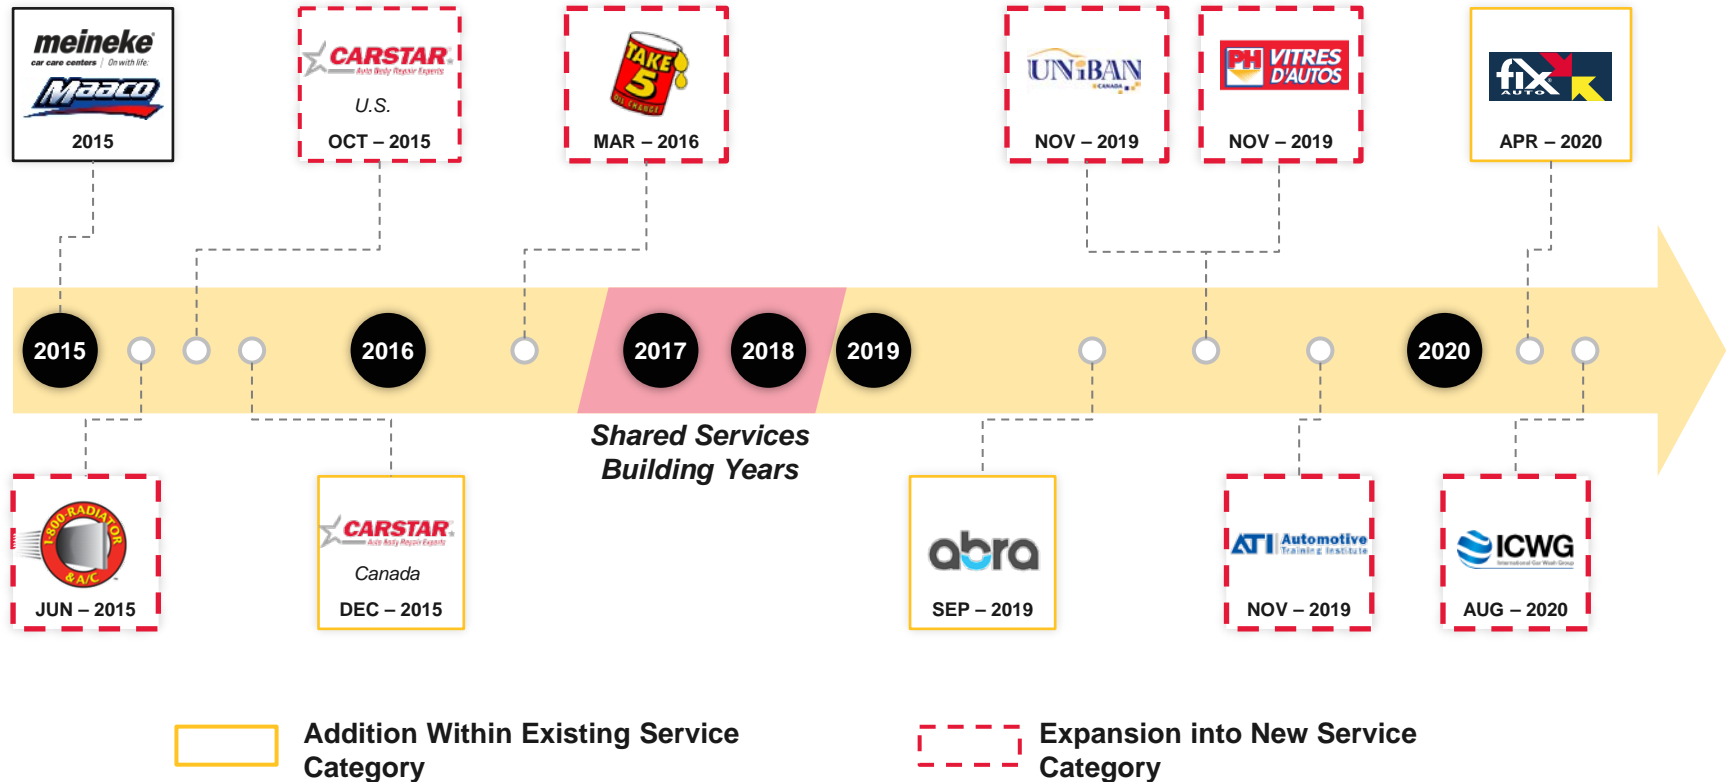 meineke
car care centers | On with life.
Maaco
2015
CARSTAR
Auto Body Repair Experts
U.S.
OCT – 2015
TAKE
5
OIL CHANGE
MAR – 2016
UNiBAN
CANADA
NOV – 2019
PH VITRES
D'AUTOS
NOV – 2019
fix
AUTO
APR – 2020
2015
2016
2017
2018
2019
2020
Shared Services
Building Years
1-800-RADIATOR
& A/C
JUN – 2015
CARSTAR
Auto Body Repair Experts
Canada
DEC – 2015
abra
SEP – 2019
ATI Automotive
Training Institute
NOV – 2019
ICWG
International Car Wash Group
AUG – 2020
Addition Within Existing Service
Category
Expansion into New Service
Category